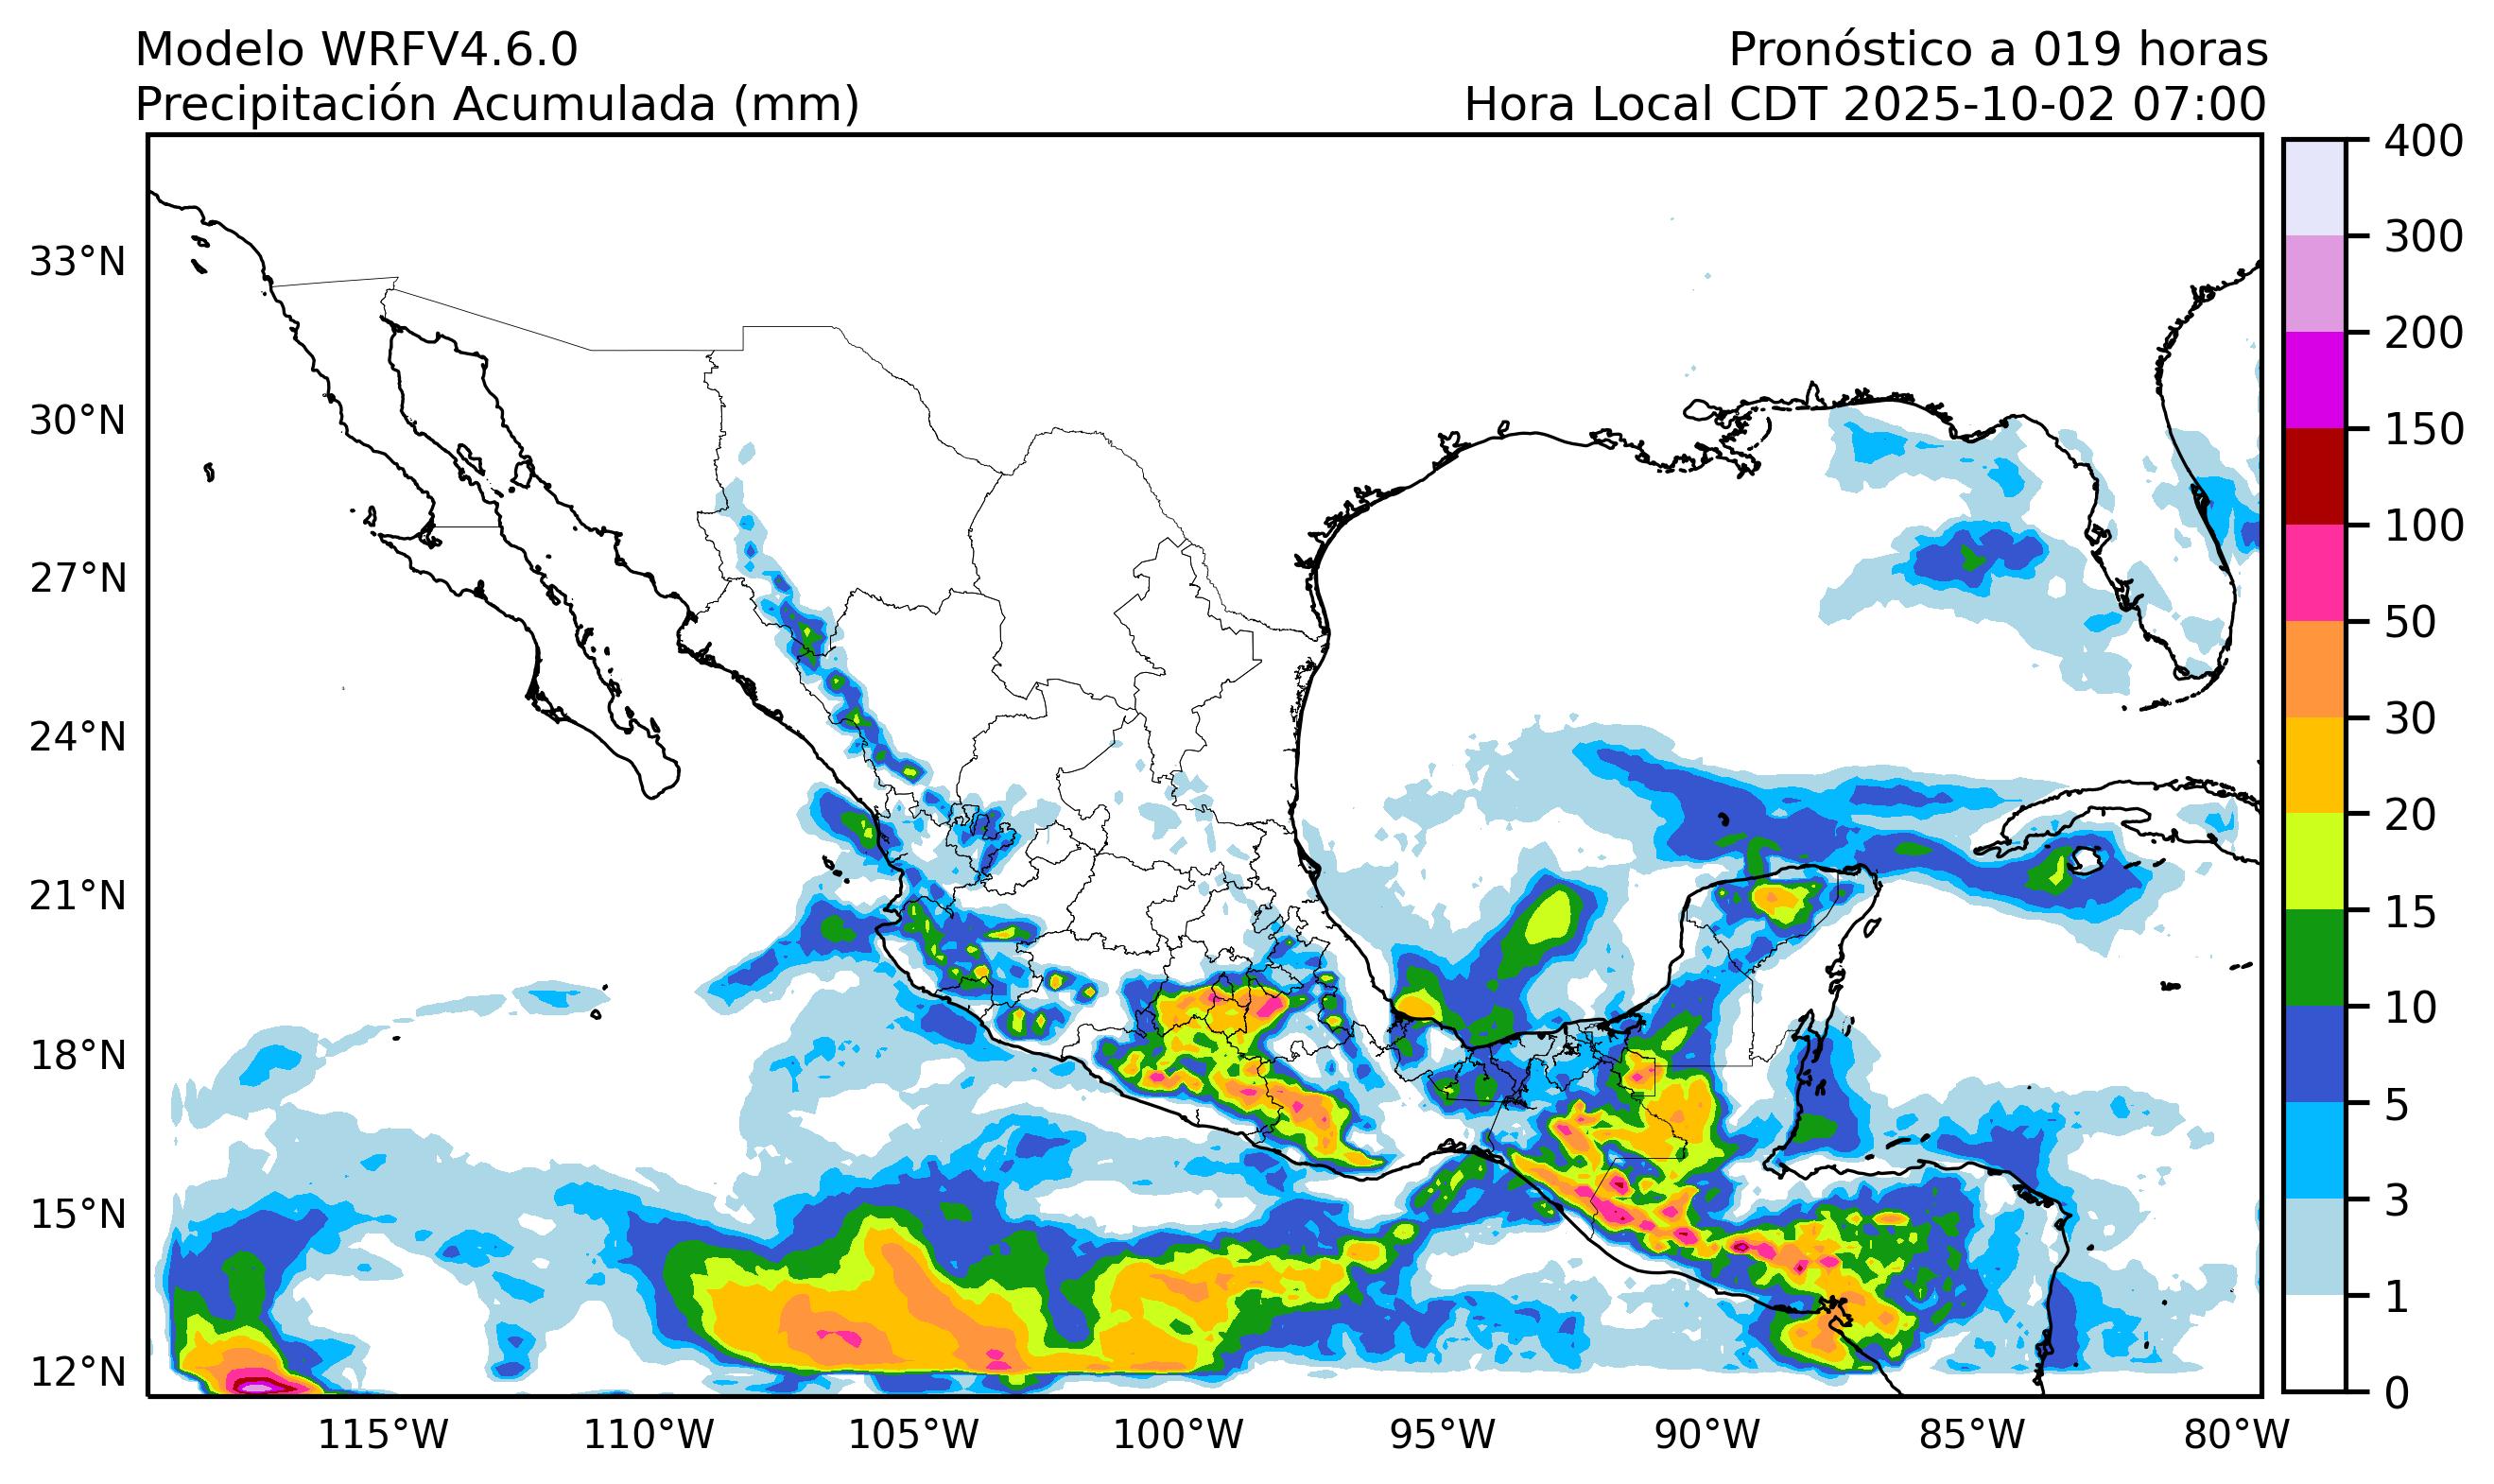 Modelo WRFV4.6.0
Pronóstico a 019 horas
Precipitación Acumulada (mm)
Hora Local CDT 2025-10-02 07:00
33°N
30°N
27°N
24°N
21°N
18°N
15°N
12°N
115°W
110°W
105°W
100°W
95°W
90°W
85°W
80°W
400
300
200
150
100
50
30
20
15
10
5
3
1
0